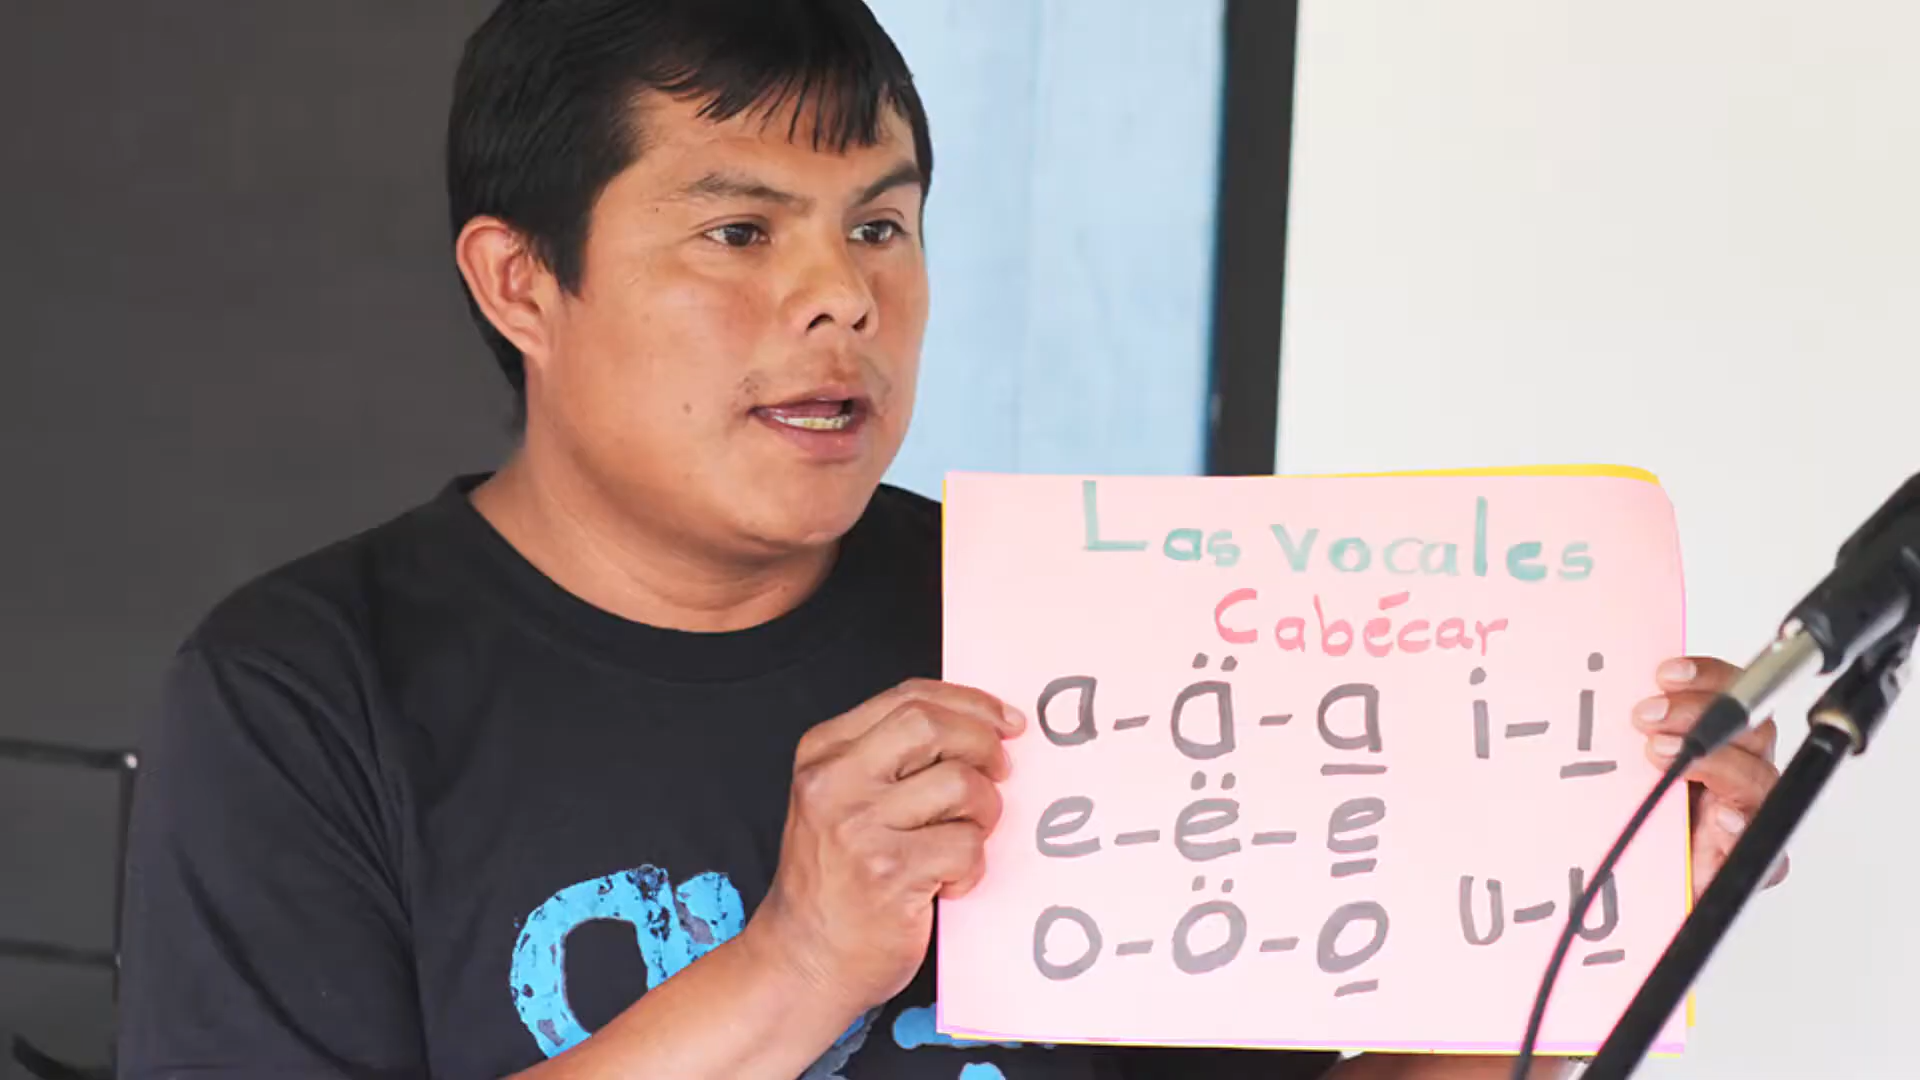 Las vocales
Cabécar
a - ä - a̲ i - i̲
e - ë - e̲
o - ö - o̲ u - u̲